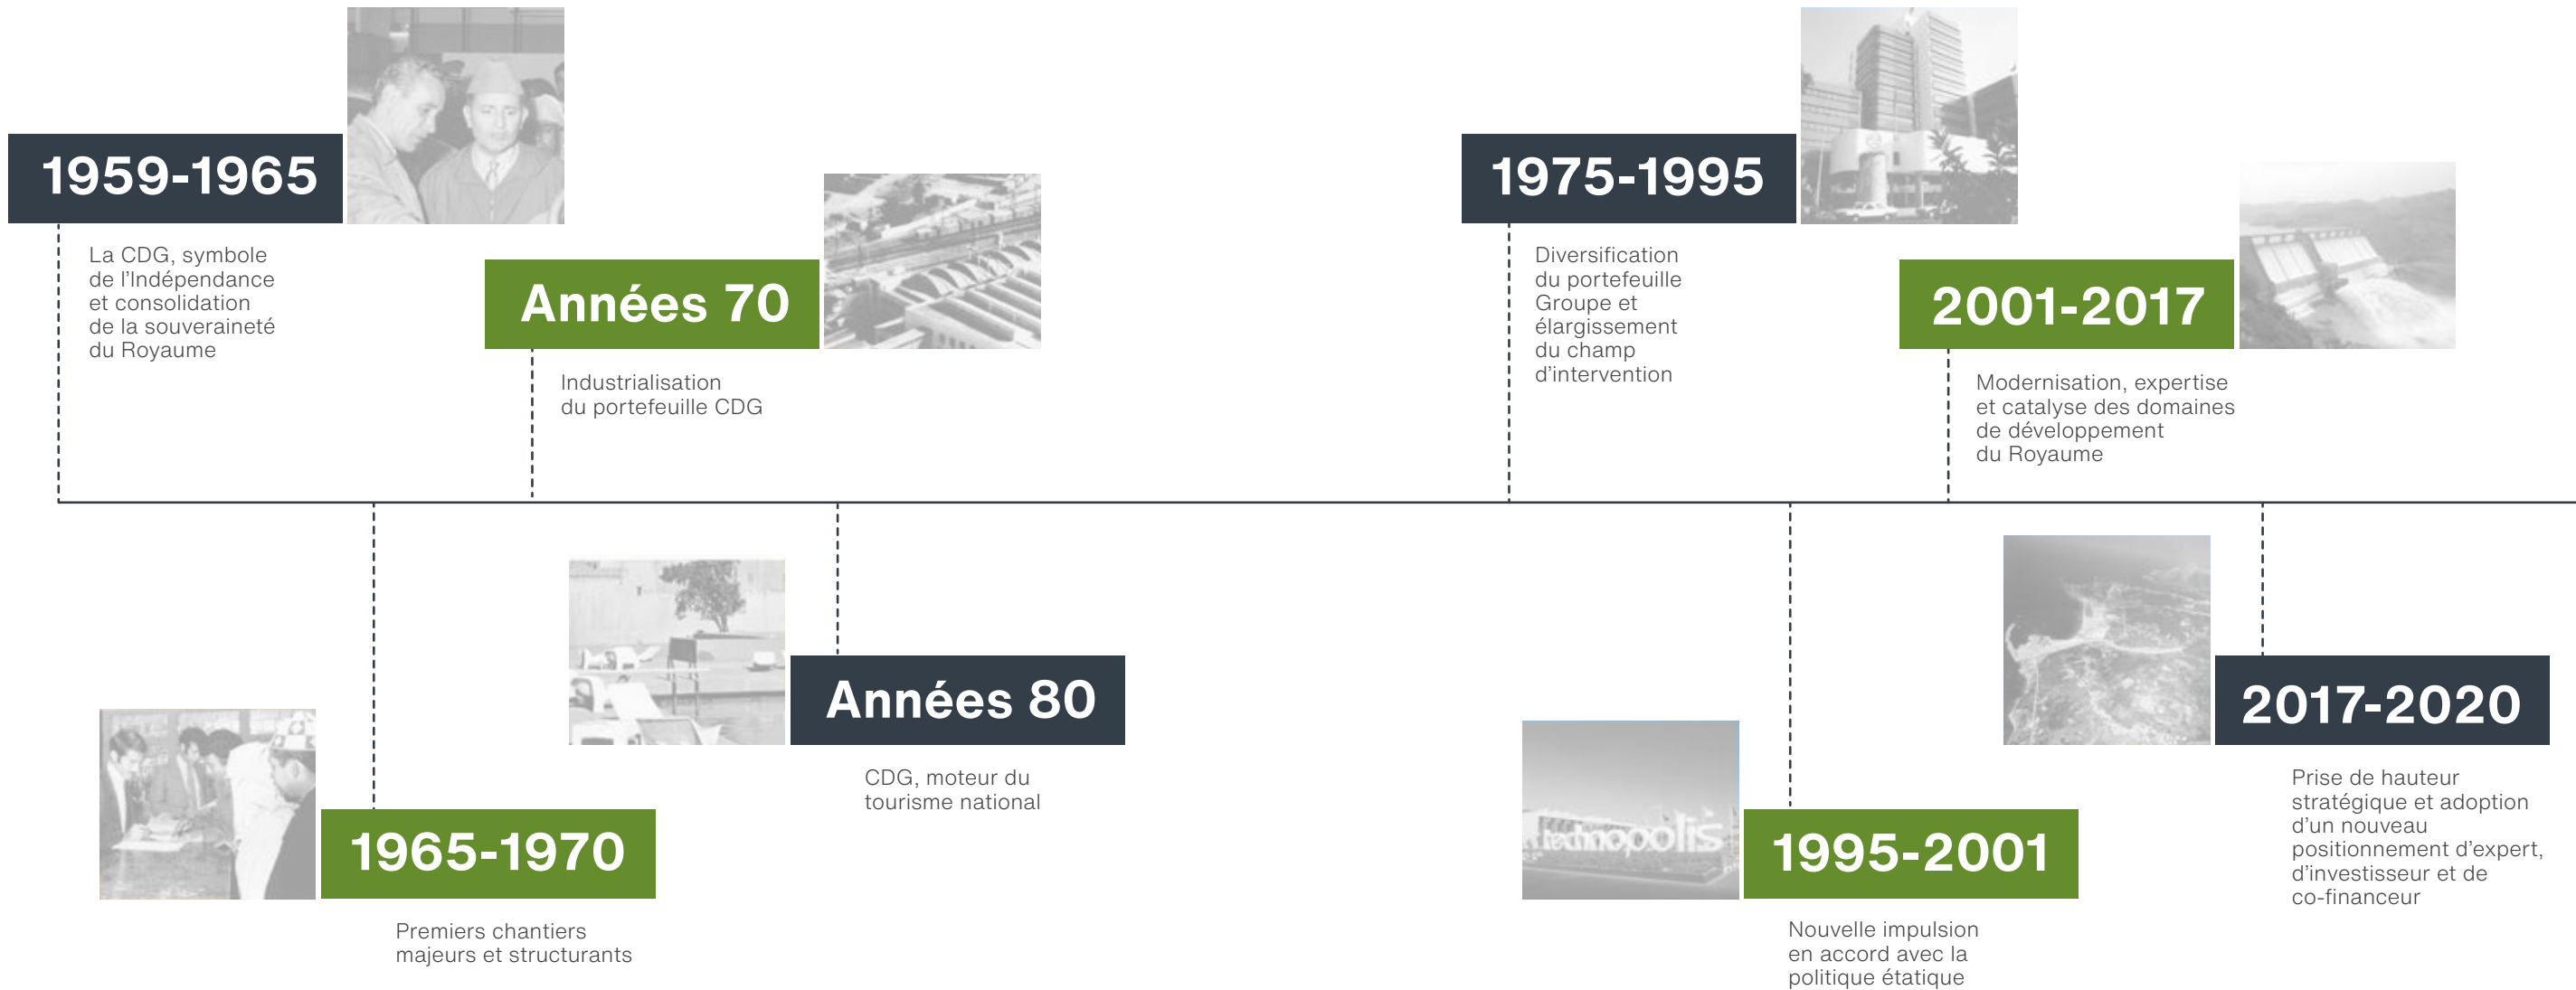 1959-1965
La CDG, symbole
de l'Indépendance
et consolidation
de la souveraineté
du Royaume
1965-1970
Premiers chantiers
majeurs et structurants
Années 70
Industrialisation
du portefeuille CDG
Années 80
CDG, moteur du
tourisme national
1975-1995
Diversification
du portefeuille
Groupe et
élargissement
du champ
d'intervention
technopolis
1995-2001
Nouvelle impulsion
en accord avec la
politique étatique
2001-2017
Modernisation, expertise
et catalyse des domaines
de développement
du Royaume
2017-2020
Prise de hauteur
stratégique et adoption
d'un nouveau
positionnement d'expert,
d'investisseur et de
co-financeur